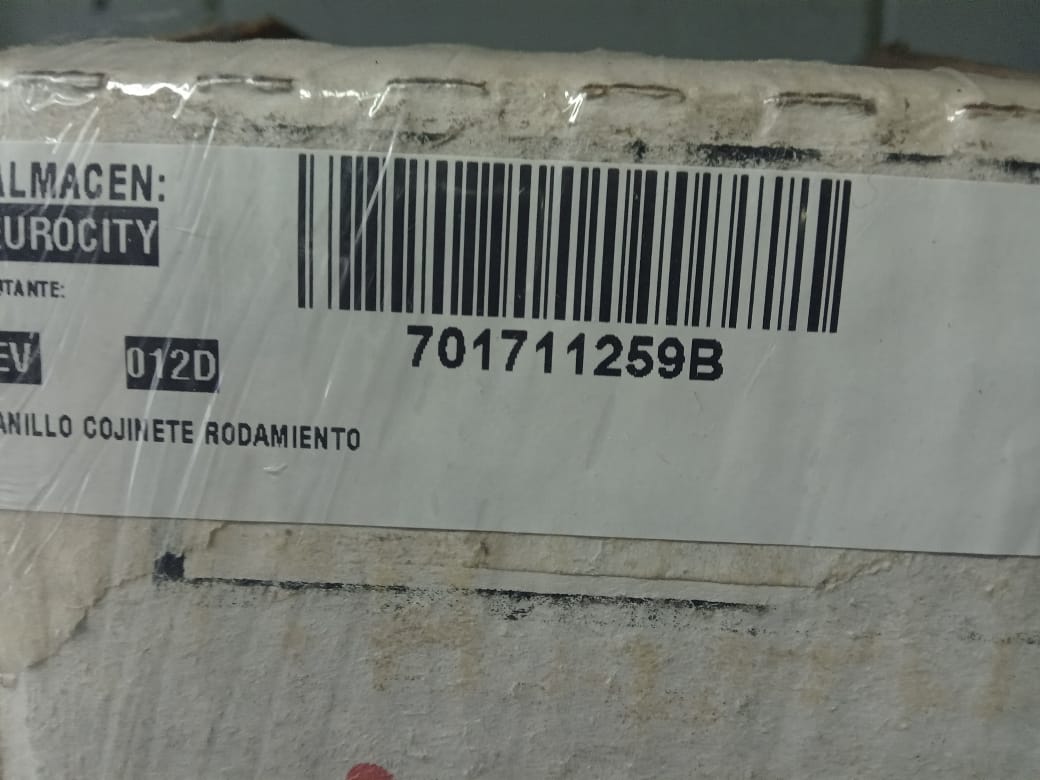 ALMACEN:
EUROCITY
701711259B
EV 012D
ANILLO COJINETE RODAMIENTO